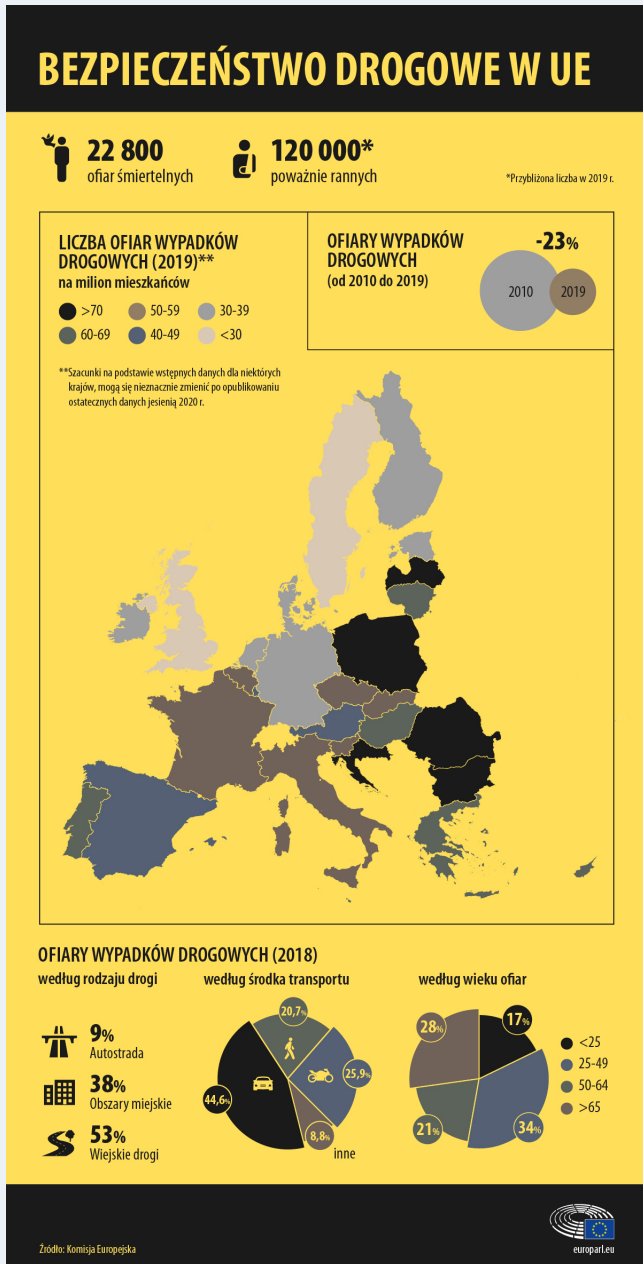 BEZPIECZEŃSTWO DROGOWE W UE
22 800
ofiar śmiertelnych
120 000*
poważnie rannych
*Przybliżona liczba w 2019 r.
LICZBA OFIAR WYPADKÓW
DROGOWYCH (2019)**
na milion mieszkańców
>70
50-59
30-39
60-69
40-49
<30
**Szacunki na podstawie wstępnych danych dla niektórych
krajów, mogą się nieznacznie zmienić po opublikowaniu
ostatecznych danych jesienią 2020 r.
OFIARY WYPADKÓW
DROGOWYCH
(od 2010 do 2019)
-23%
2010
2019
OFIARY WYPADKÓW DROGOWYCH (2018)
według rodzaju drogi
9%
Autostrada
38%
Obszary miejskie
53%
Wiejskie drogi
według środka transportu
20,7%
25,9%
44,6%
8,8%
inne
według wieku ofiar
28%
17%
21%
34%
<25
25-49
50-64
>65
Źródło: Komisja Europejska
europarl.eu